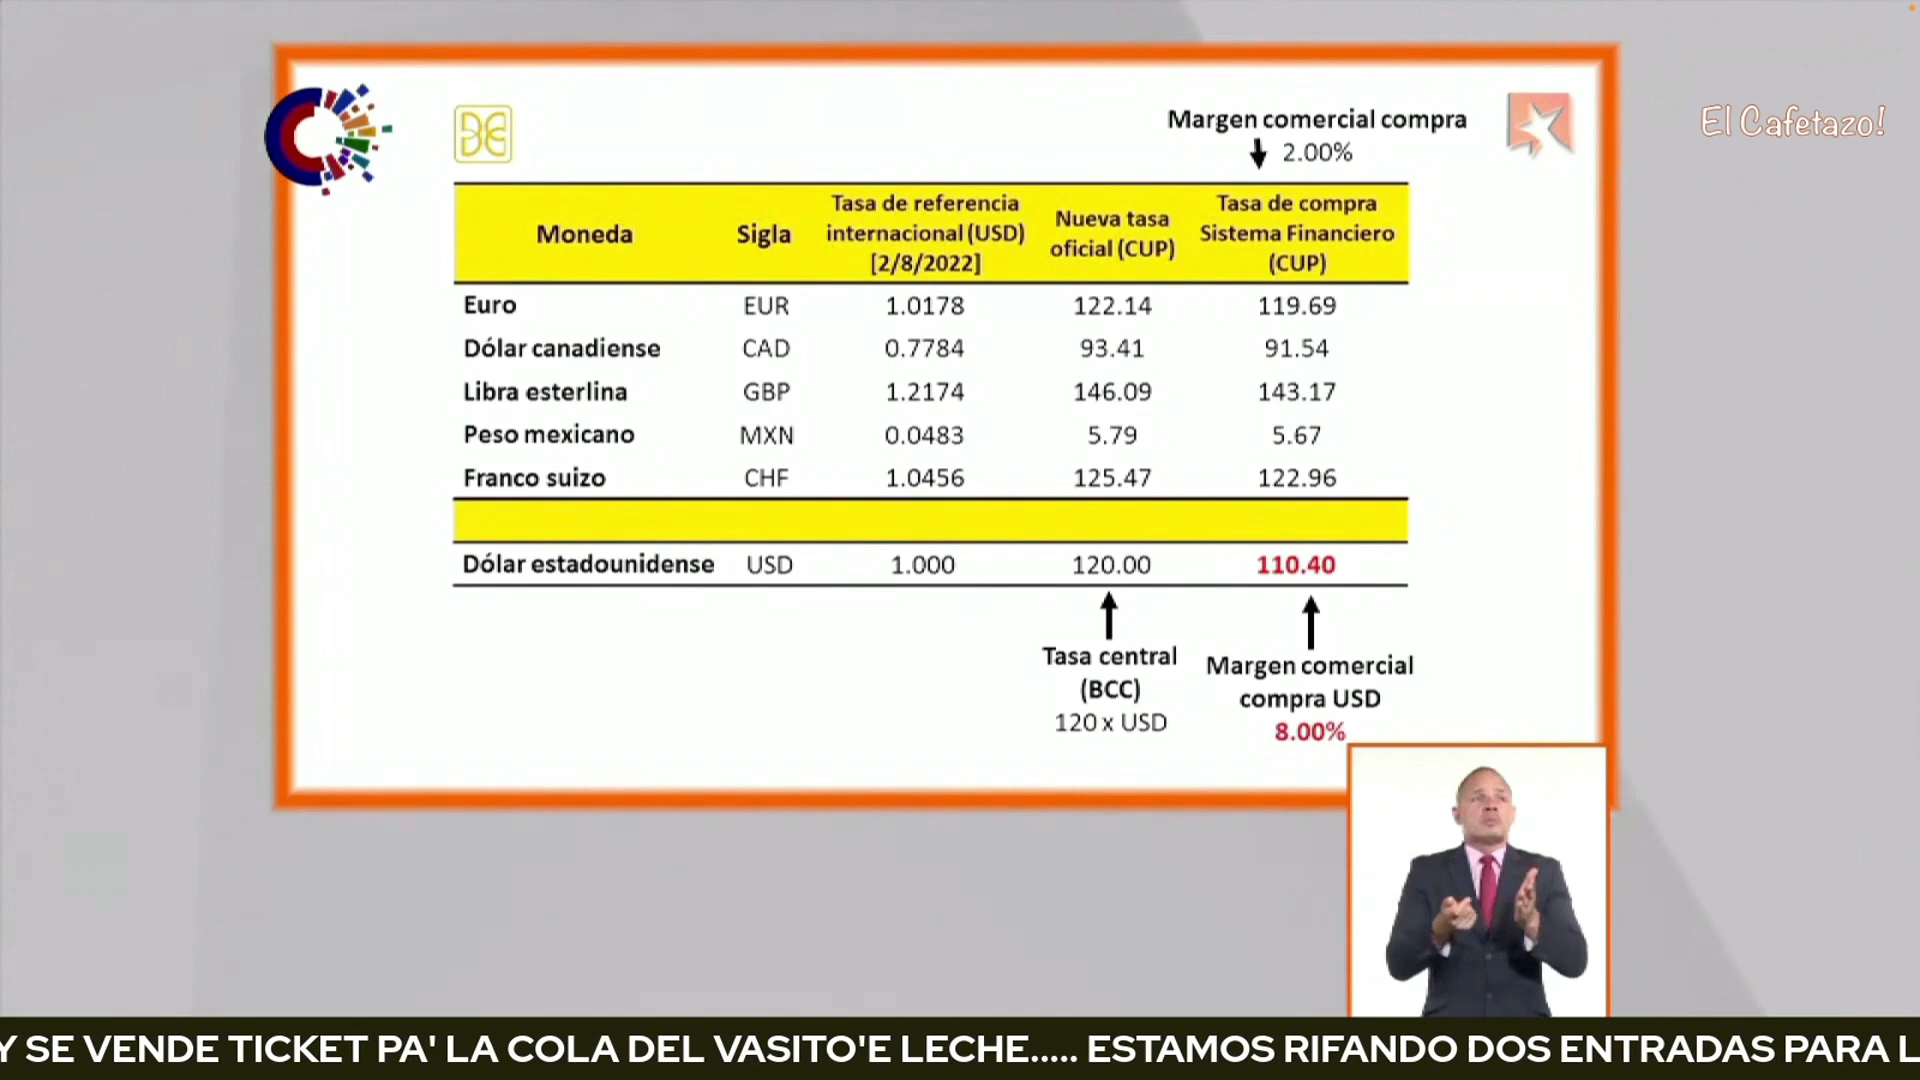 El Cafetazo!
Margen comercial compra
2.00%
Moneda Sigla Tasa de referencia internacional (USD) [2/8/2022] Nueva tasa oficial (CUP) Tasa de compra Sistema Financiero (CUP)
Euro EUR 1.0178 122.14 119.69
Dólar canadiense CAD 0.7784 93.41 91.54
Libra esterlina GBP 1.2174 146.09 143.17
Peso mexicano MXN 0.0483 5.79 5.67
Franco suizo CHF 1.0456 125.47 122.96
Dólar estadounidense USD 1.000 120.00 110.40
Tasa central
(BCC)
120 x USD
Margen comercial
compra USD
8.00%
Y SE VENDE TICKET PA' LA COLA DEL VASITO'E LECHE..... ESTAMOS RIFANDO DOS ENTRADAS PARA L